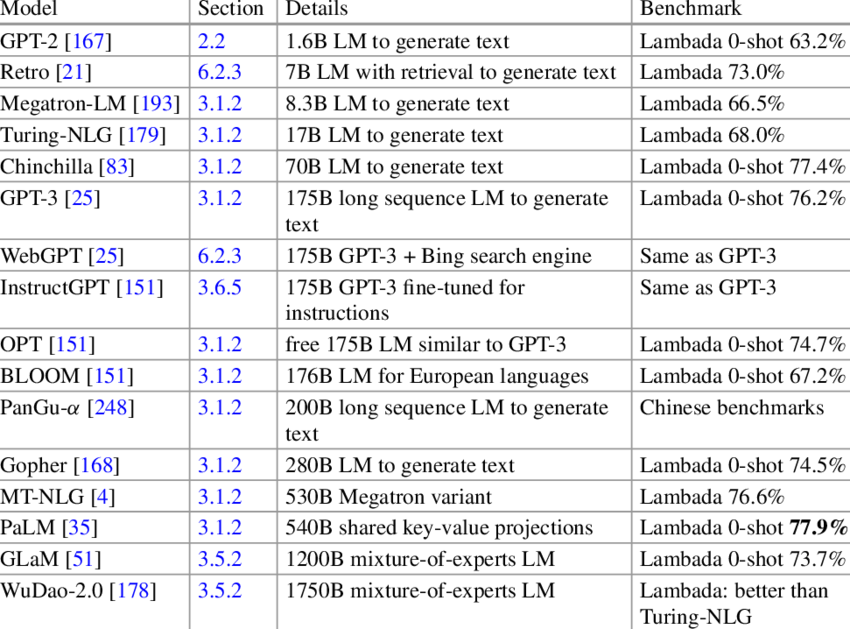 Model Section Details Benchmark
GPT-2 [167] 2.2 1.6B LM to generate text Lambada 0-shot 63.2%
Retro [21] 6.2.3 7B LM with retrieval to generate text Lambada 73.0%
Megatron-LM [193] 3.1.2 8.3B LM to generate text Lambada 66.5%
Turing-NLG [179] 3.1.2 17B LM to generate text Lambada 68.0%
Chinchilla [83] 3.1.2 70B LM to generate text Lambada 0-shot 77.4%
GPT-3 [25] 3.1.2 175B long sequence LM to generate Lambada 0-shot 76.2%
text
WebGPT [25] 6.2.3 175B GPT-3 + Bing search engine Same as GPT-3
InstructGPT [151] 3.6.5 175B GPT-3 fine-tuned for Same as GPT-3
instructions
OPT [151] 3.1.2 free 175B LM similar to GPT-3 Lambada 0-shot 74.7%
BLOOM [151] 3.1.2 176B LM for European languages Lambada 0-shot 67.2%
PanGu-α [248] 3.1.2 200B long sequence LM to generate Chinese benchmarks
text
Gopher [168] 3.1.2 280B LM to generate text Lambada 0-shot 74.5%
MT-NLG [4] 3.1.2 530B Megatron variant Lambada 76.6%
PaLM [35] 3.1.2 540B shared key-value projections Lambada 0-shot 77.9%
GLaM [51] 3.5.2 1200B mixture-of-experts LM Lambada 0-shot 73.7%
WuDao-2.0 [178] 3.5.2 1750B mixture-of-experts LM Lambada: better than
Turing-NLG